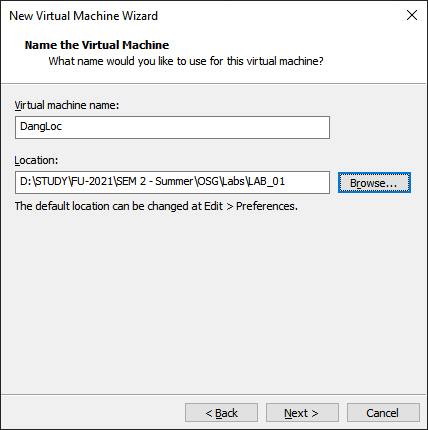 New Virtual Machine Wizard
Name the Virtual Machine
What name would you like to use for this virtual machine?
Virtual machine name:
DangLoc
Location:
D:\STUDY\FU-2021\SEM 2 - Summer\OSG\Labs\LAB_01
Browse...
The default location can be changed at Edit > Preferences.
< Back
Next >
Cancel